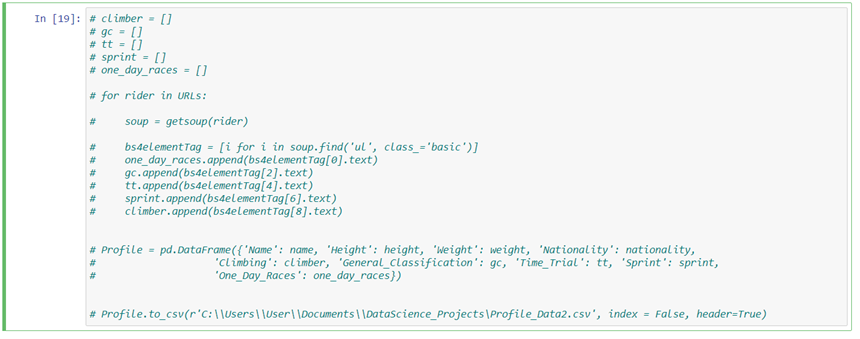 In [19]: # climber = []
# gc = []
# tt = []
# sprint = []
# one_day_races = []
# for rider in URLs:
#     soup = getsoup(rider)
#     bs4elementTag = [i for i in soup.find('ul', class_='basic')]
#     one_day_races.append(bs4elementTag[0].text)
#     gc.append(bs4elementTag[2].text)
#     tt.append(bs4elementTag[4].text)
#     sprint.append(bs4elementTag[6].text)
#     climber.append(bs4elementTag[8].text)
# Profile = pd.DataFrame({'Name': name, 'Height': height, 'Weight': weight, 'Nationality': nationality,
#                   'Climbing': climber, 'General_Classification': gc, 'Time_Trial': tt, 'Sprint': sprint,
#                   'One_Day_Races': one_day_races})
# Profile.to_csv(r'C:\\Users\\User\\Documents\\DataScience_Projects\Profile_Data2.csv', index = False, header=True)